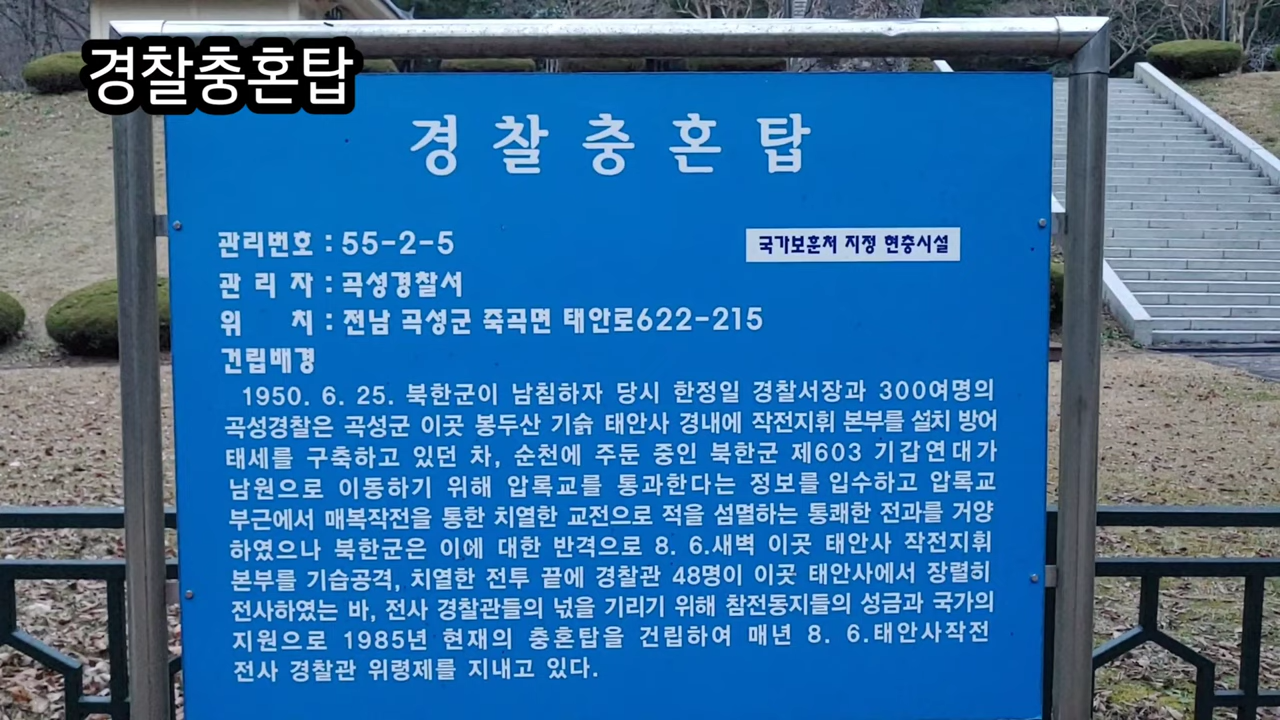 경찰충혼탑
경찰충혼탑
관리번호 : 55-2-5
국가보훈처 지정 현충시설
관 리 자 : 곡성경찰서
위 치 : 전남 곡성군 죽곡면 태안로622-215
건립배경
1950. 6. 25. 북한군이 남침하자 당시 한정일 경찰서장과 300여명의
곡성경찰은 곡성군 이곳 봉두산 기슭 태안사 경내에 작전지휘 본부를 설치 방어
태세를 구축하고 있던 차, 순천에 주둔 중인 북한군 제603 기갑연대가
남원으로 이동하기 위해 압록교를 통과한다는 정보를 입수하고 압록교
부근에서 매복작전을 통한 치열한 교전으로 적을 섬멸하는 통쾌한 전과를 거양
하였으나 북한군은 이에 대한 반격으로 8. 6.새벽 이곳 태안사 작전지휘
본부를 기습공격, 치열한 전투 끝에 경찰관 48명이 이곳 태안사에서 장렬히
전사하였는 바, 전사 경찰관들의 넋을 기리기 위해 참전동지들의 성금과 국가의
지원으로 1985년 현재의 충혼탑을 건립하여 매년 8. 6.태안사작전
전사 경찰관 위령제를 지내고 있다.